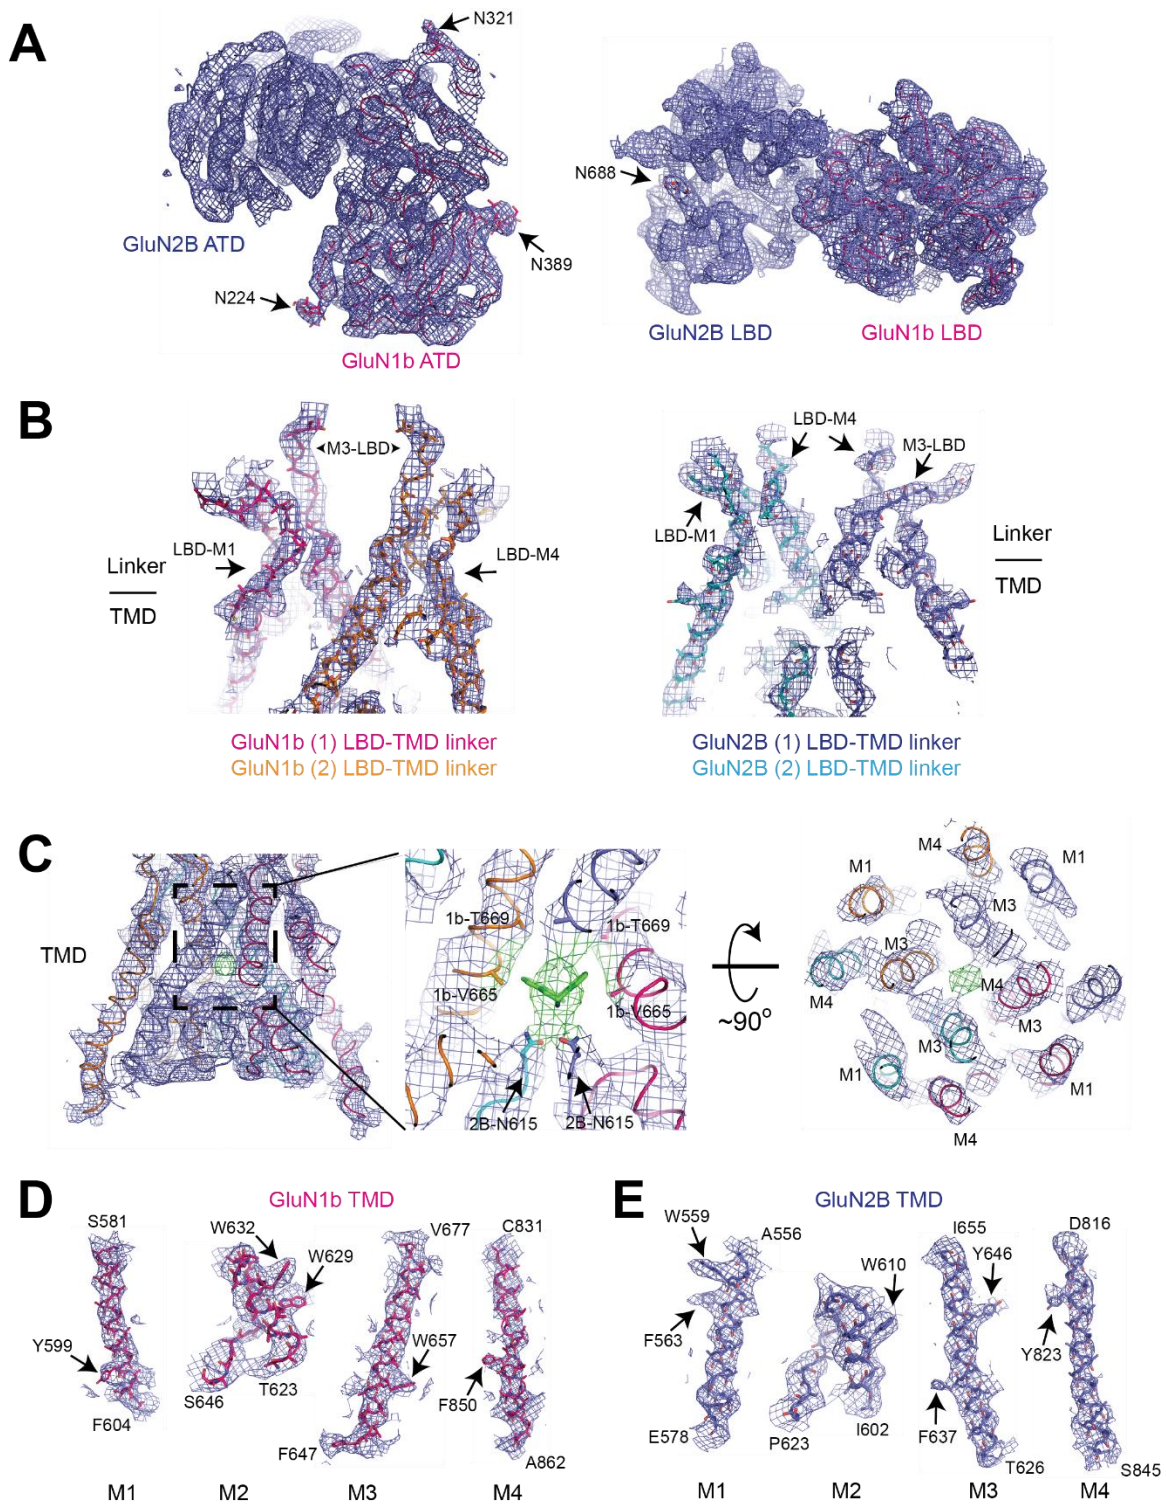 A
N321
N688
GluN2B ATD
N389
N224
GluN2B LBD
GluN1b LBD
GluN1b ATD
B
M3-LBD
LBD-M4
M3-LBD
LBD-M1
LBD-M4
LBD-M1
Linker
TMD
Linker
TMD
GluN1b (1) LBD-TMD linker
GluN1b (2) LBD-TMD linker
GluN2B (1) LBD-TMD linker
GluN2B (2) LBD-TMD linker
C
TMD
1b-T669
1b-T669
1b-V665
1b-V665
2B-N615
2B-N615
~90º
M4
M1
M1
M3
M3
M4
M4
M3
M3
M1
M1
M4
D
GluN1b TMD
S581
W632
V677
C831
W629
Y599
W657
F850
T623
S646
F604
F647
A862
M1
M2
M3
M4
E
GluN2B TMD
W559
A556
I655
Y646
D816
W610
F563
Y823
E578
P623
I602
F637
T626
S845
M1
M2
M3
M4